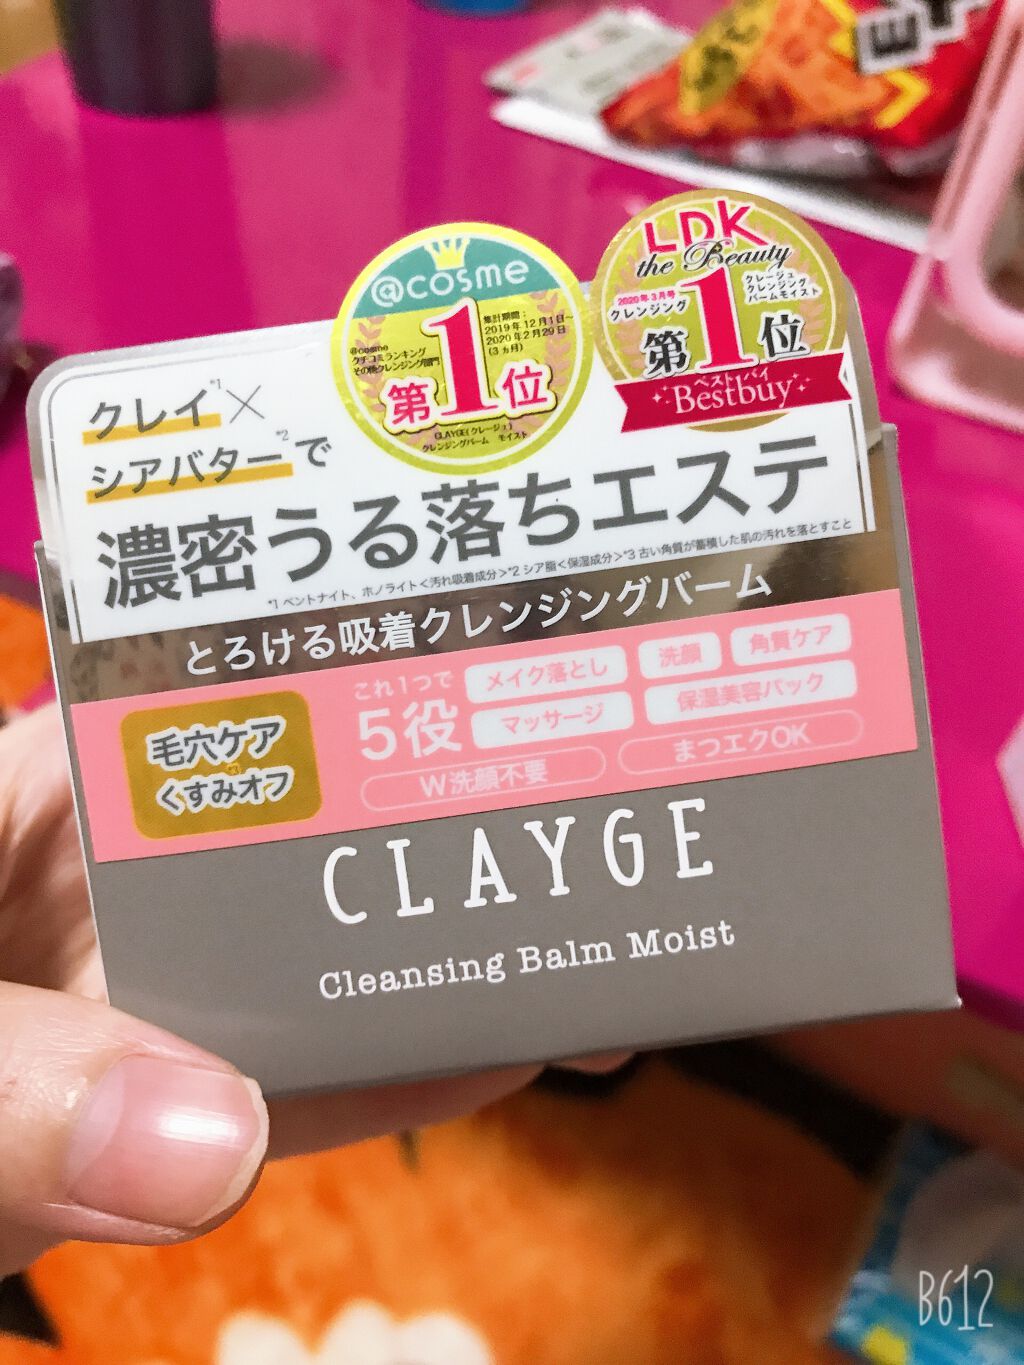 @cosme
集計期間：
2019年12月1日～
2020年2月29日
(3ヵ月)
@cosme
クチコミランキング
その他クレンジング部門
第1位
CLAYGE(クレージュ)
クレンジングバーム モイスト
LDK
the Beauty
2020年3月号
クレンジング
クレージュ
クレンジング
バームモイスト
第1位
ベストバイ
Bestbuy
クレイ*1×
シアバター*2で
濃密うる落ちエステ
*1 ベントナイト、ホノライト<汚れ吸着成分>*2 シア脂<保湿成分>*3 古い角質が蓄積した肌の汚れを落とすこと
とろける吸着クレンジングバーム
毛穴ケア
くすみ*3オフ
これ1つで
5役
メイク落とし
洗顔
角質ケア
マッサージ
保湿美容パック
W洗顔不要
まつエクOK
CLAYGE
Cleansing Balm Moist
B612